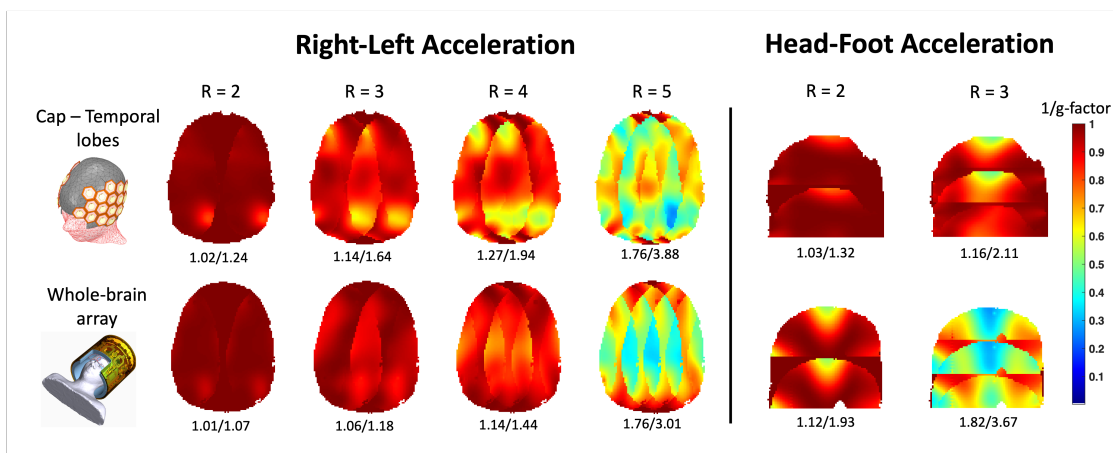 Right-Left Acceleration
Head-Foot Acceleration
R = 2
R = 3
R = 4
R = 5
R = 2
R = 3
1/g-factor
Cap – Temporal
lobes
1.02/1.24
1.14/1.64
1.27/1.94
1.76/3.88
1.03/1.32
1.16/2.11
Whole-brain
array
1.01/1.07
1.06/1.18
1.14/1.44
1.76/3.01
1.12/1.93
1.82/3.67
1
0.9
0.8
0.7
0.6
0.5
0.4
0.3
0.2
0.1